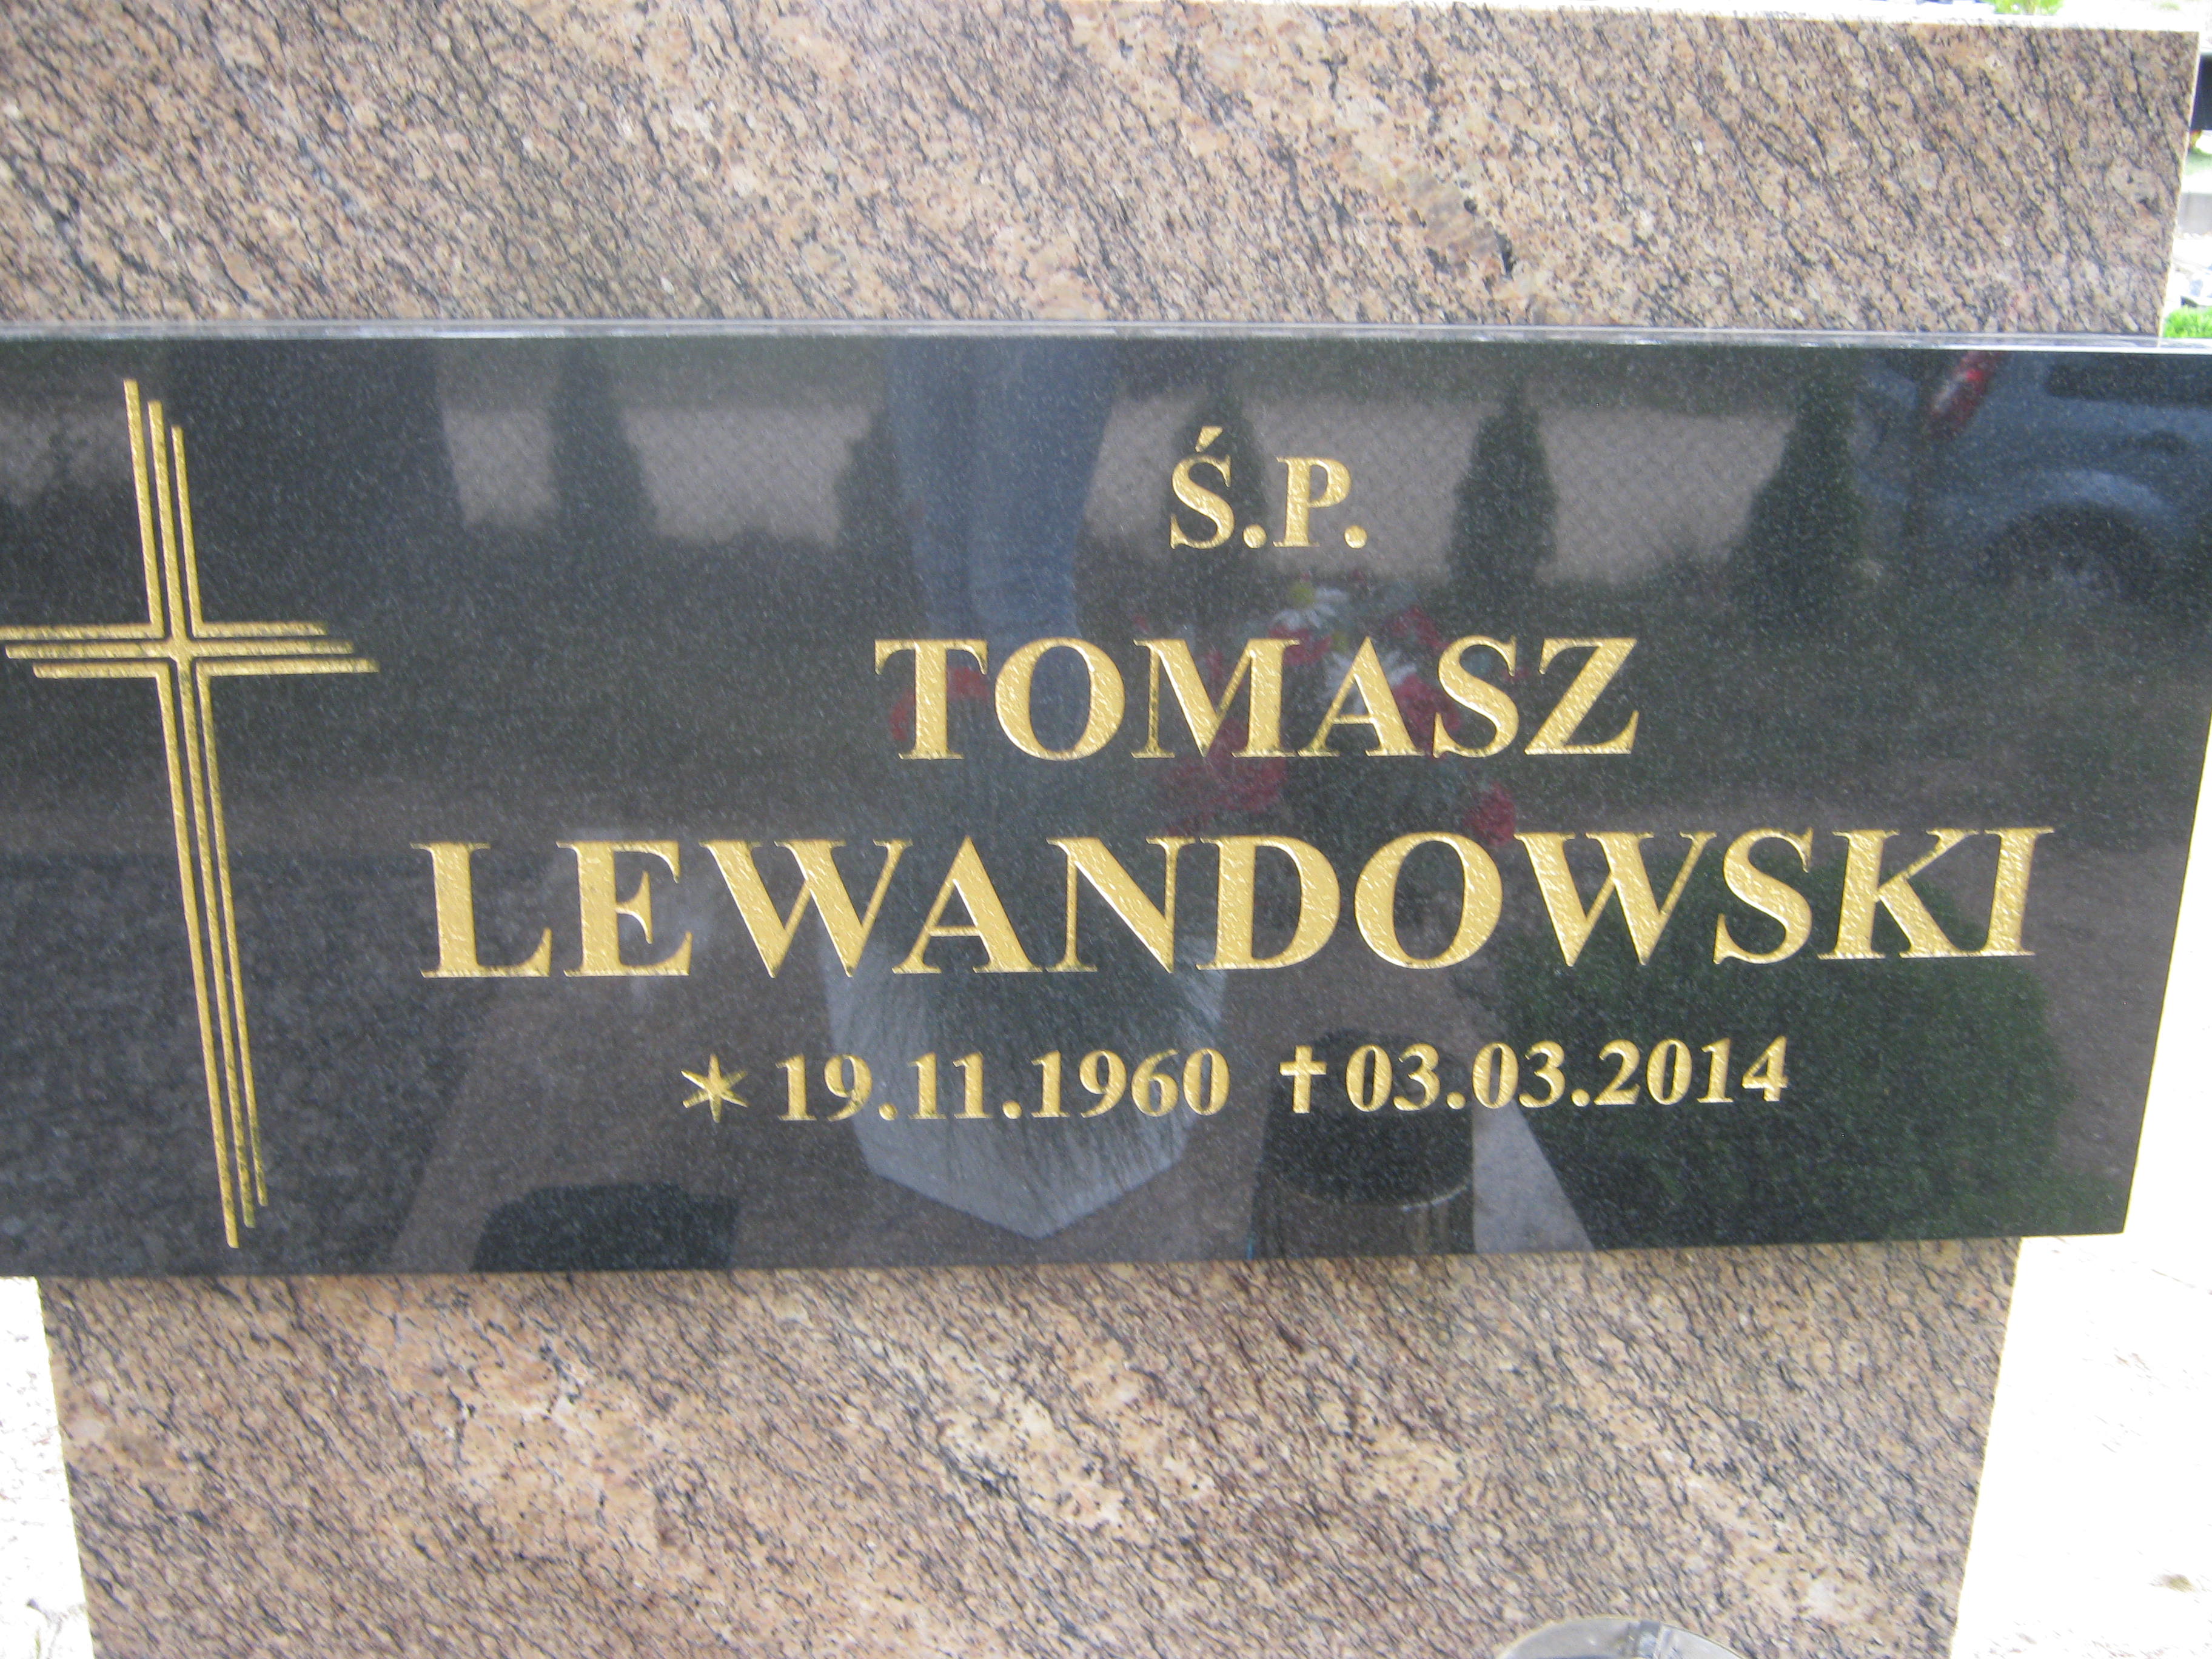 Ś.P.
TOMASZ
LEWANDOWSKI
* 19.11.1960 ✝ 03.03.2014